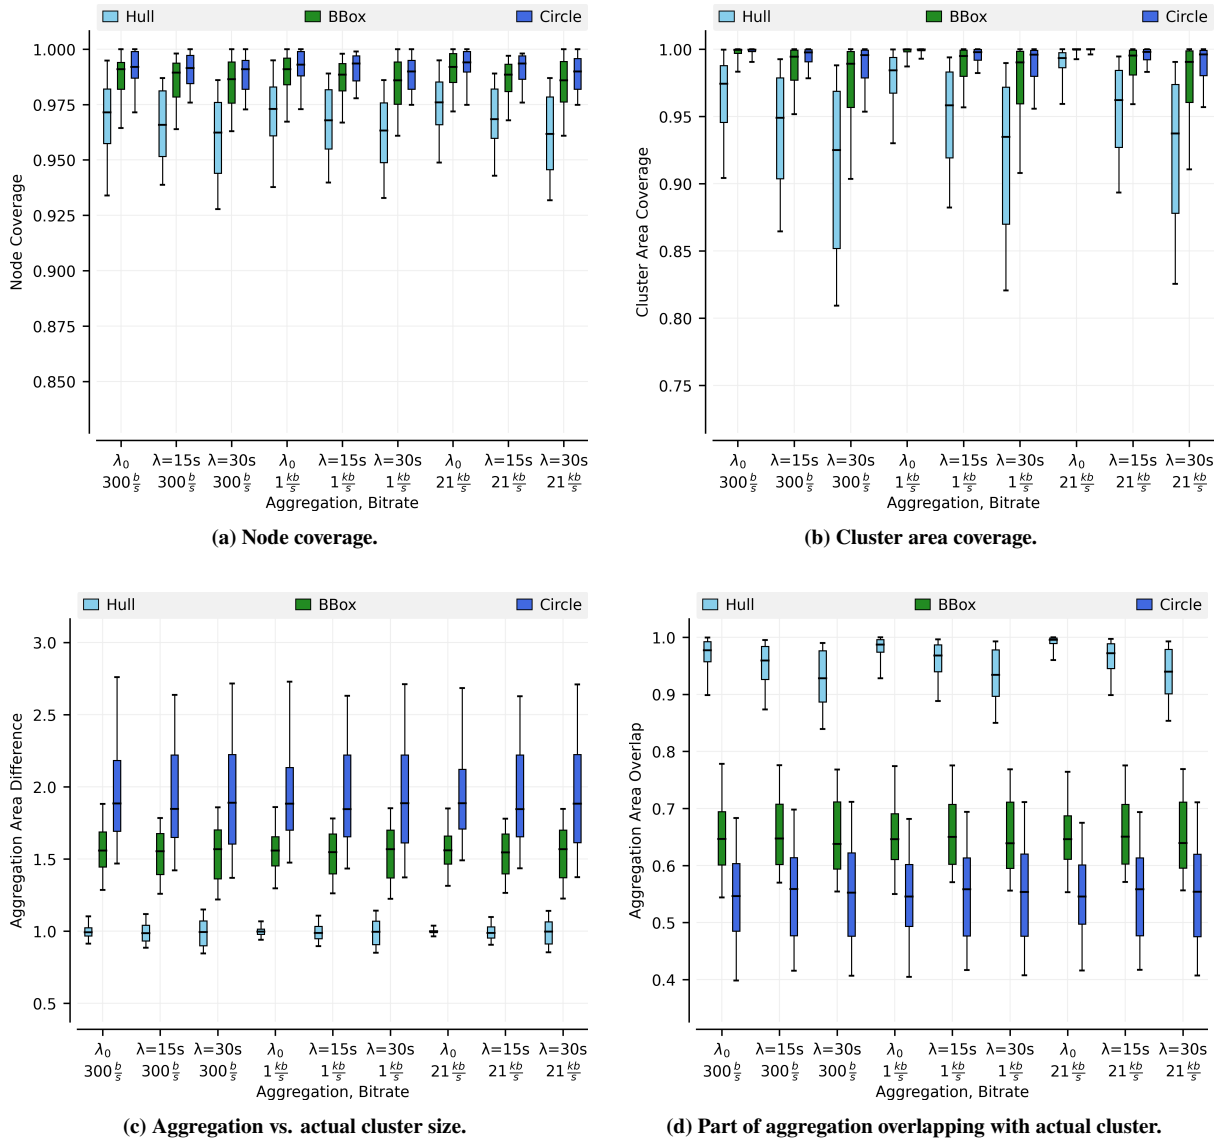 Hull BBox Circle
1.000
0.975
0.950
0.925
0.900
0.875
0.850
Node Coverage
λ₀ λ=15s λ=30s λ₀ λ=15s λ=30s λ₀ λ=15s λ=30s
300 b/s 300 b/s 300 b/s 1 kb/s 1 kb/s 1 kb/s 21 kb/s 21 kb/s 21 kb/s
Aggregation, Bitrate
(a) Node coverage.
Hull BBox Circle
1.00
0.95
0.90
0.85
0.80
0.75
Cluster Area Coverage
λ₀ λ=15s λ=30s λ₀ λ=15s λ=30s λ₀ λ=15s λ=30s
300 b/s 300 b/s 300 b/s 1 kb/s 1 kb/s 1 kb/s 21 kb/s 21 kb/s 21 kb/s
Aggregation, Bitrate
(b) Cluster area coverage.
Hull BBox Circle
3.0
2.5
2.0
1.5
1.0
0.5
Aggregation Area Difference
λ₀ λ=15s λ=30s λ₀ λ=15s λ=30s λ₀ λ=15s λ=30s
300 b/s 300 b/s 300 b/s 1 kb/s 1 kb/s 1 kb/s 21 kb/s 21 kb/s 21 kb/s
Aggregation, Bitrate
(c) Aggregation vs. actual cluster size.
Hull BBox Circle
1.0
0.9
0.8
0.7
0.6
0.5
0.4
Aggregation Area Overlap
λ₀ λ=15s λ=30s λ₀ λ=15s λ=30s λ₀ λ=15s λ=30s
300 b/s 300 b/s 300 b/s 1 kb/s 1 kb/s 1 kb/s 21 kb/s 21 kb/s 21 kb/s
Aggregation, Bitrate
(d) Part of aggregation overlapping with actual cluster.